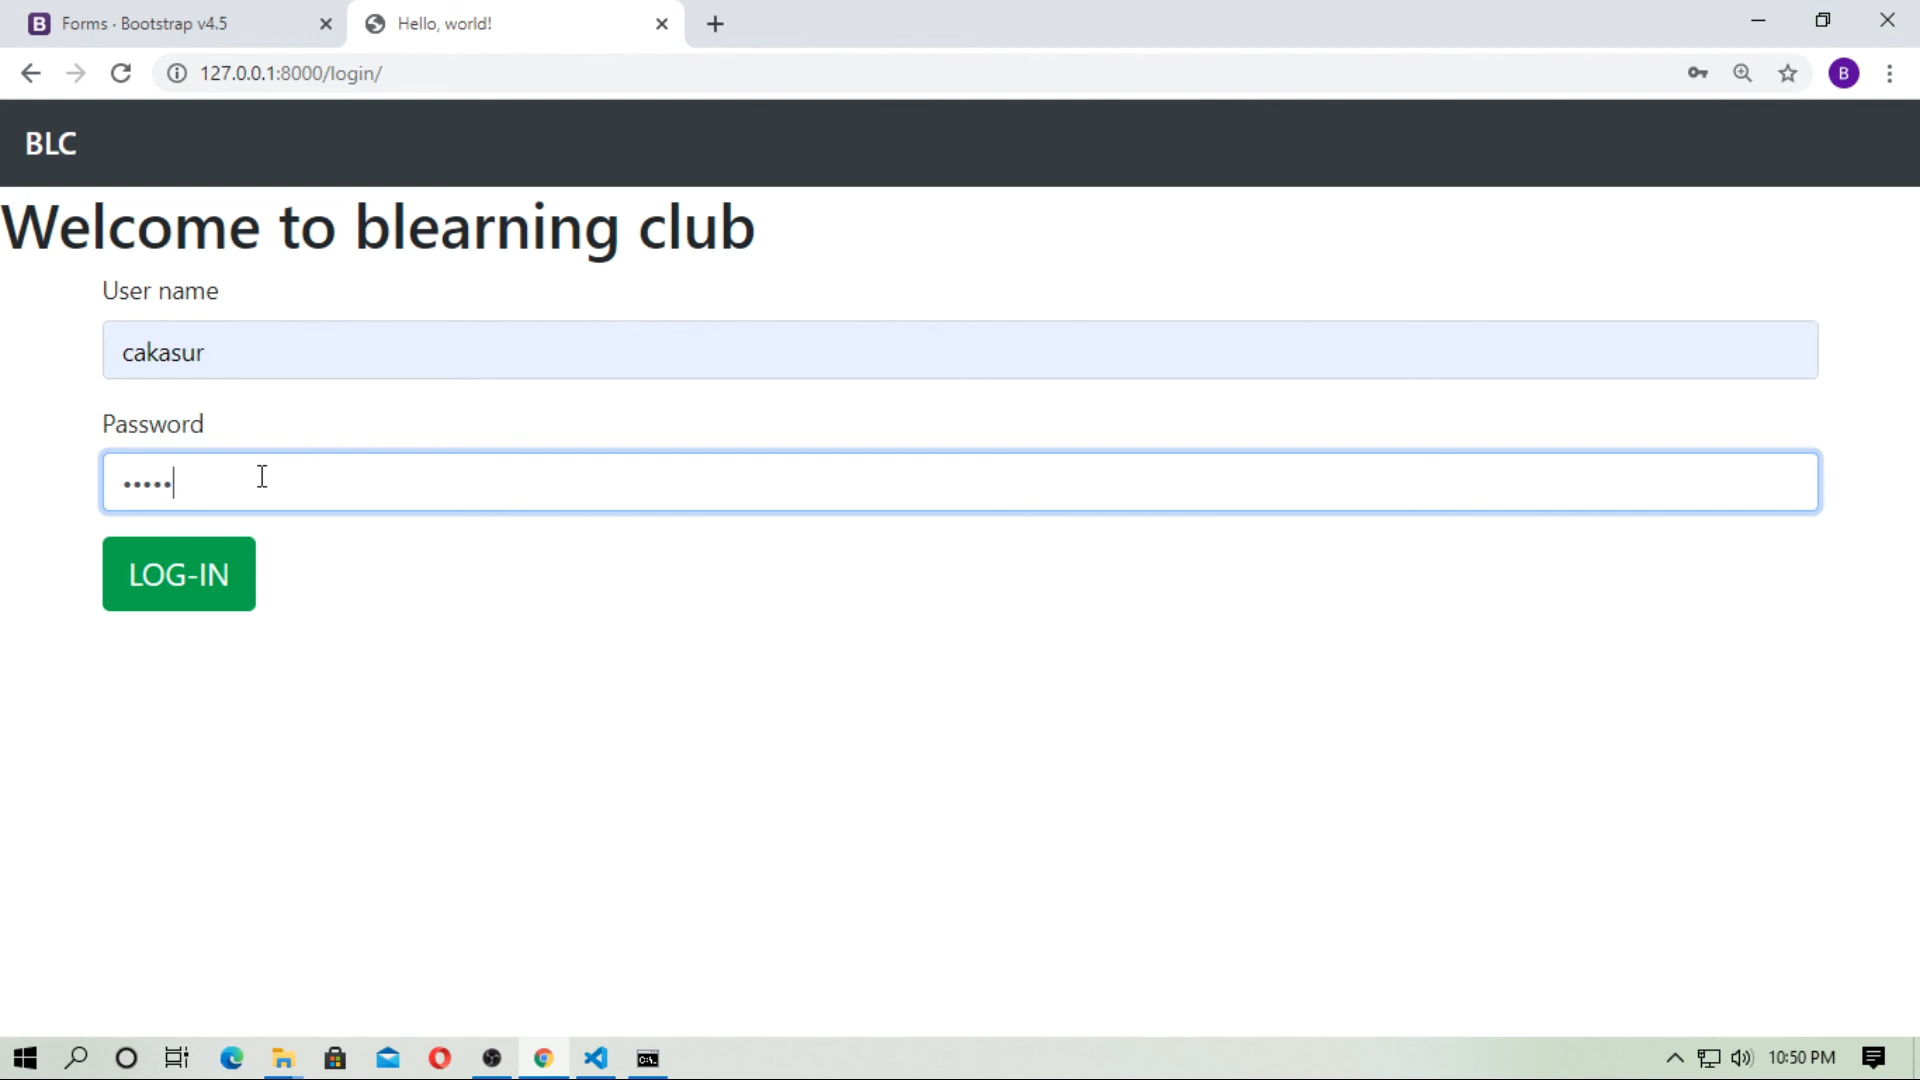 B Forms · Bootstrap v4.5
Hello, world!
127.0.0.1:8000/login/
B
BLC
Welcome to blearning club
User name
cakasur
Password
•••••
LOG-IN
10:50 PM